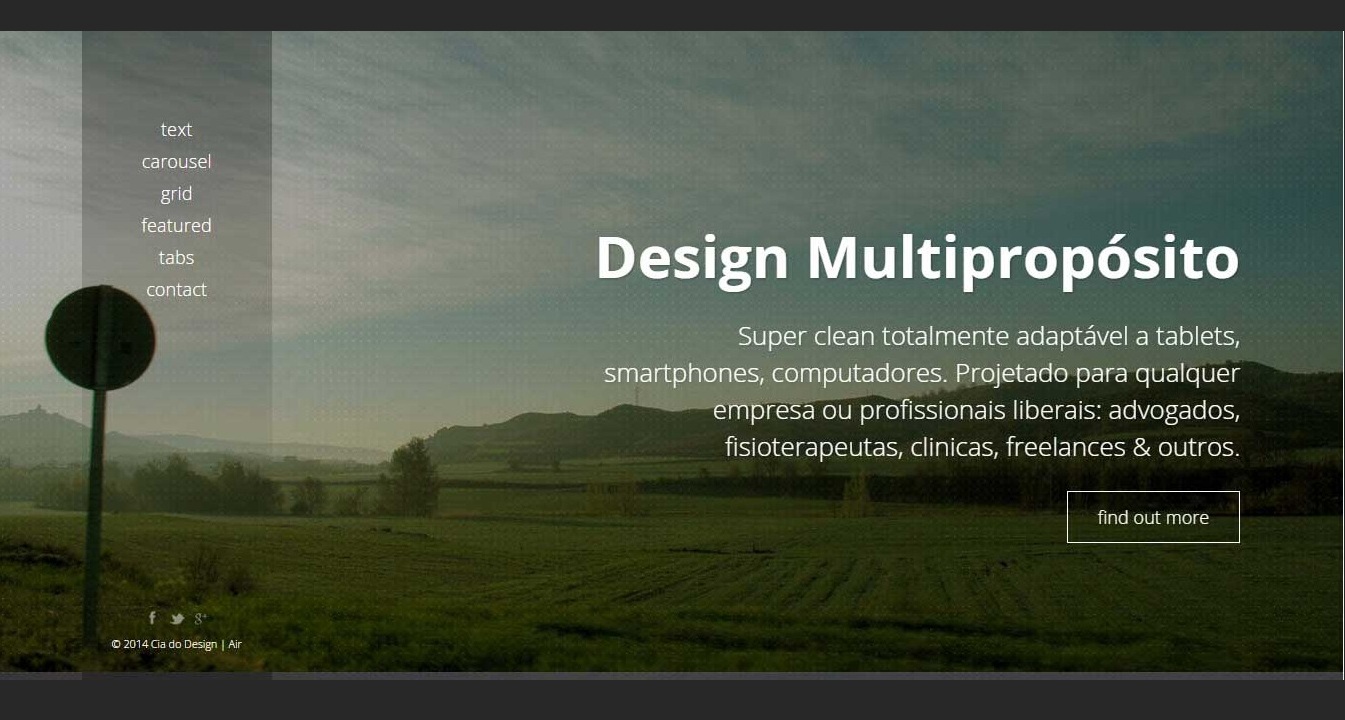 text
carousel
grid
featured
tabs
contact
Design Multipropósito
Super clean totalmente adaptável a tablets,
smartphones, computadores. Projetado para qualquer
empresa ou profissionais liberais: advogados,
fisioterapeutas, clinicas, freelances & outros.
find out more
f g+
© 2014 Cia do Design | Air